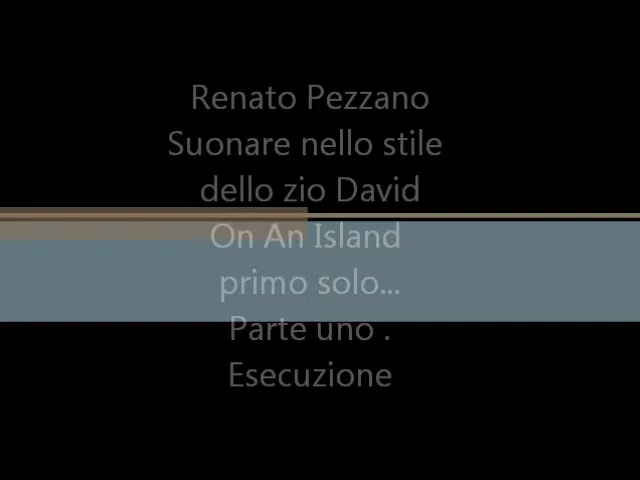 Renato Pezzano
Suonare nello stile
dello zio David
On An Island
primo solo...
Parte uno .
Esecuzione